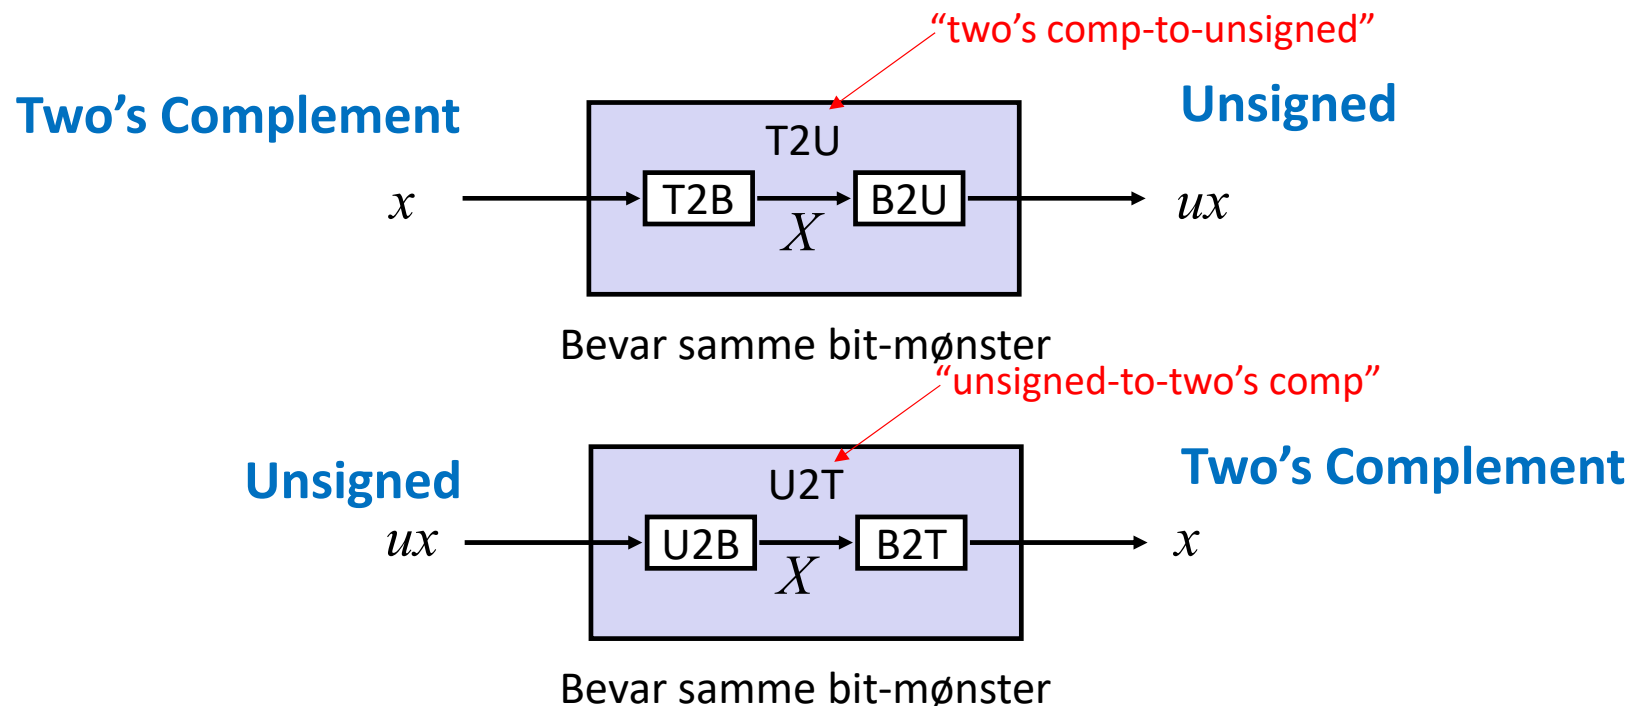 “two’s comp-to-unsigned”
Two’s Complement
Unsigned
T2U
x
T2B
X
B2U
ux
Bevar samme bit-mønster
“unsigned-to-two’s comp”
Unsigned
Two’s Complement
U2T
ux
U2B
X
B2T
x
Bevar samme bit-mønster